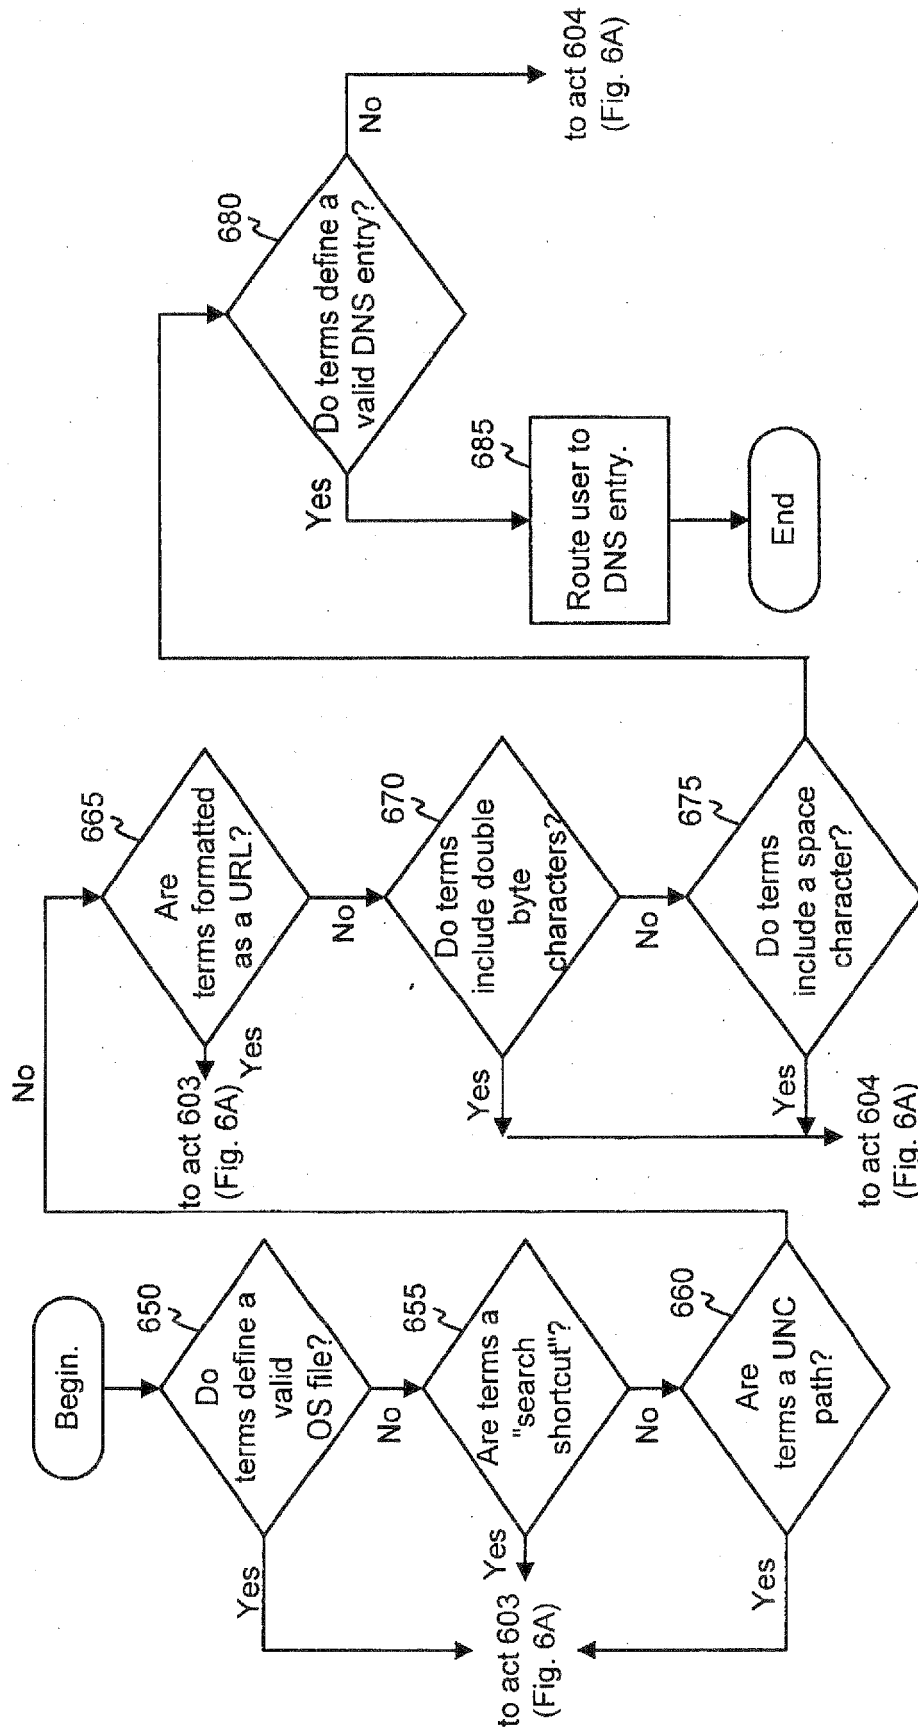 Begin.
650
Do
terms define a
valid
OS file?
Yes
No
655
Are terms a
"search
shortcut"?
Yes
to act 603
(Fig. 6A)
No
660
Are
terms a UNC
path?
Yes
No
665
Are
terms formatted
as a URL?
Yes
to act 603
(Fig. 6A)
No
670
Do terms
include double
byte
characters?
Yes
No
675
Do terms
include a space
character?
Yes
to act 604
(Fig. 6A)
680
Do terms define a
valid DNS entry?
Yes
No
to act 604
(Fig. 6A)
685
Route user to
DNS entry.
End